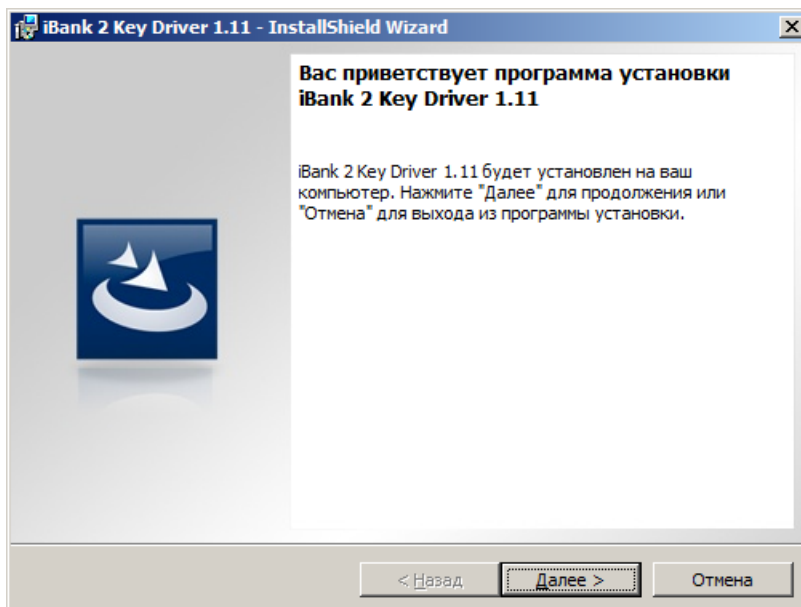 iBank 2 Key Driver 1.11 - InstallShield Wizard
Вас приветствует программа установки
iBank 2 Key Driver 1.11
iBank 2 Key Driver 1.11 будет установлен на ваш
компьютер. Нажмите "Далее" для продолжения или
"Отмена" для выхода из программы установки.
< Назад
Далее >
Отмена